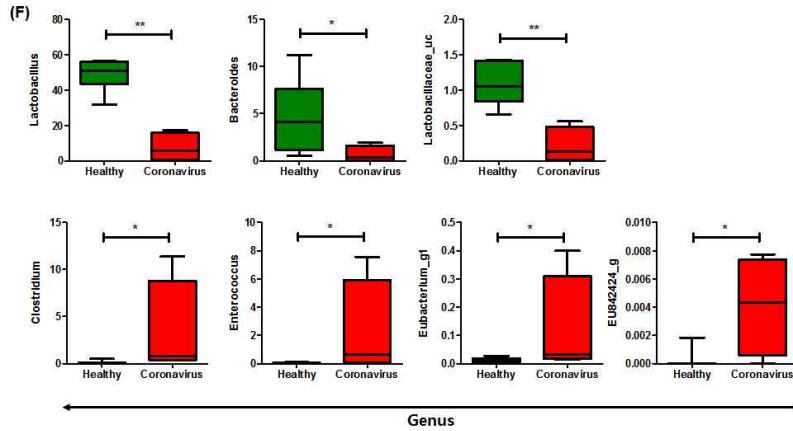 (F)
Lactobacillus
80
60
40
20
0
**
Healthy
Coronavirus
Bacteroides
15
10
5
0
*
Healthy
Coronavirus
Lactobacillaceae_uc
2.0
1.5
1.0
0.5
0.0
**
Healthy
Coronavirus
Clostridium
15
10
5
0
*
Healthy
Coronavirus
Enterococcus
10
8
6
4
2
0
*
Healthy
Coronavirus
Eubacterium_g1
0.5
0.4
0.3
0.2
0.1
0.0
*
Healthy
Coronavirus
EU842424_g
0.010
0.008
0.006
0.004
0.002
0.000
*
Healthy
Coronavirus
Genus